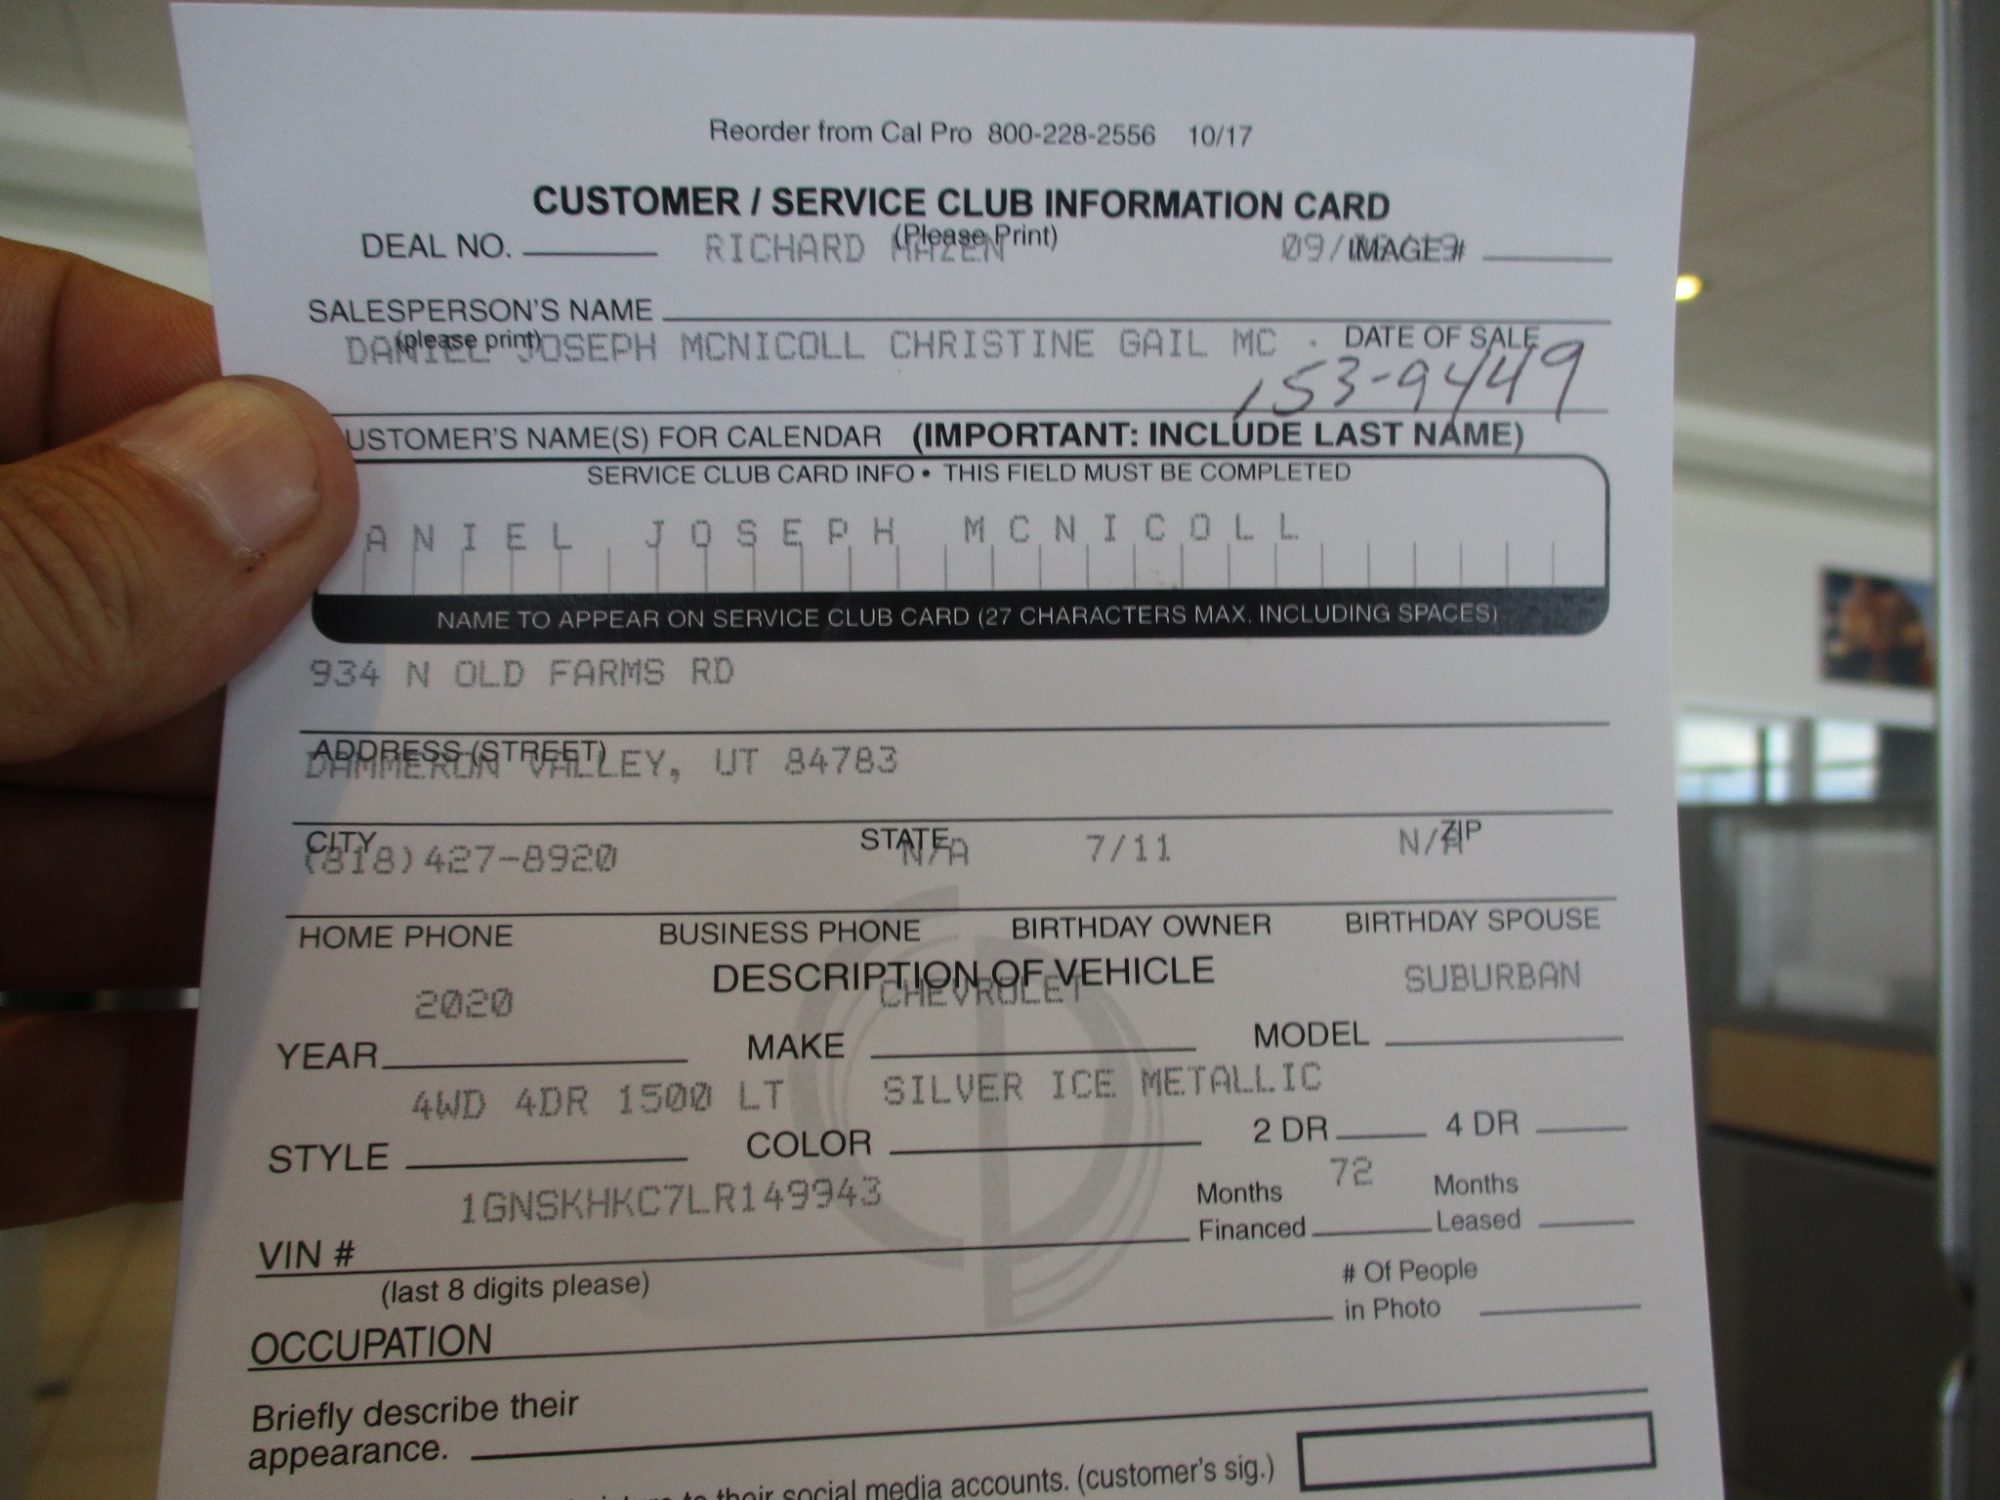 Reorder from Cal Pro 800-228-2556 10/17
CUSTOMER / SERVICE CLUB INFORMATION CARD
(Please Print)
DEAL NO. RICHARD MAZEN 09/ IMAGE#
SALESPERSON'S NAME
(please print) DATE OF SALE
DANIEL JOSEPH MCNICOLL CHRISTINE GAIL MC
153-9449
USTOMER'S NAME(S) FOR CALENDAR (IMPORTANT: INCLUDE LAST NAME)
SERVICE CLUB CARD INFO • THIS FIELD MUST BE COMPLETED
ANIEL JOSEPH MCNICOLL
NAME TO APPEAR ON SERVICE CLUB CARD (27 CHARACTERS MAX. INCLUDING SPACES)
934 N OLD FARMS RD
ADDRESS (STREET)
DAMMERON VALLEY, UT 84783
CITY STATE ZIP
(818)427-8920 N/A 7/11 N/A
HOME PHONE BUSINESS PHONE BIRTHDAY OWNER BIRTHDAY SPOUSE
DESCRIPTION OF VEHICLE
2020 CHEVROLET SUBURBAN
YEAR MAKE MODEL
4WD 4DR 1500 LT SILVER ICE METALLIC
STYLE COLOR 2 DR 4 DR
1GNSKHKC7LR149943 72
VIN # Months Financed Months Leased
(last 8 digits please)
# Of People in Photo
OCCUPATION
Briefly describe their
appearance.
to their social media accounts. (customer's sig.)